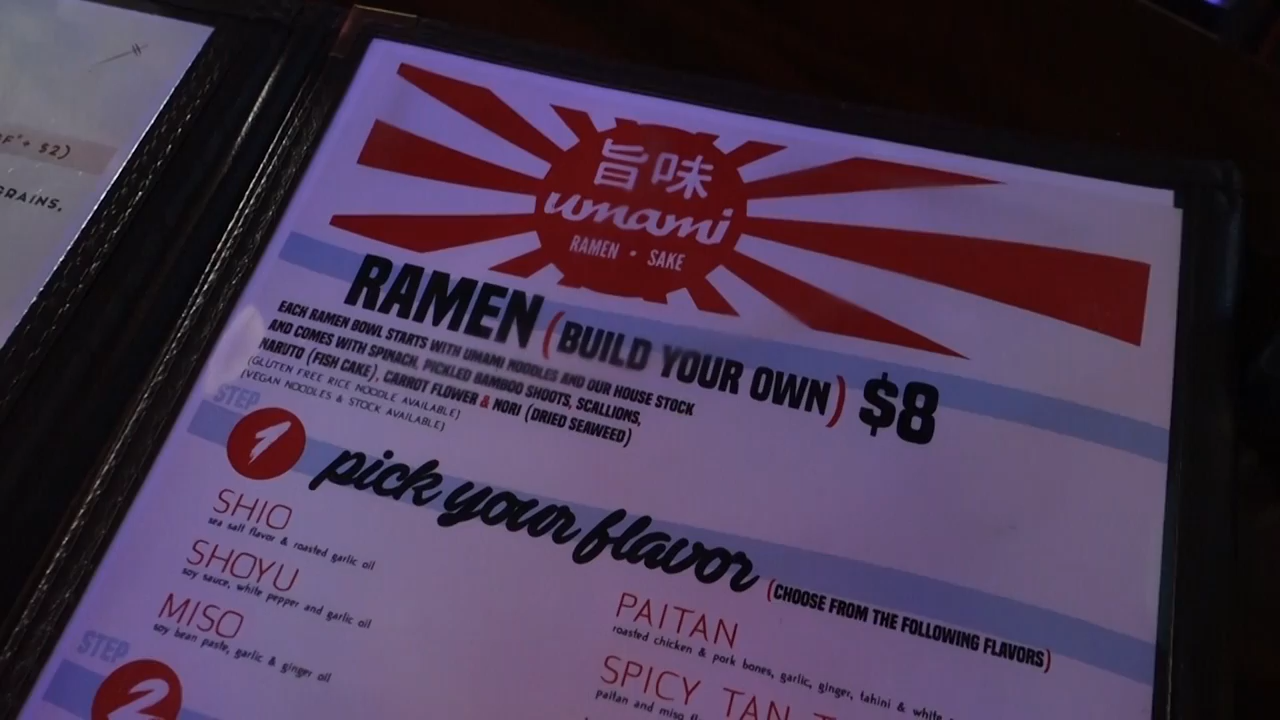 F + $2)
GRAINS,
旨味
umami
RAMEN • SAKE
RAMEN (BUILD YOUR OWN) $8
EACH RAMEN BOWL STARTS WITH UMAMI NOODLES AND OUR HOUSE STOCK
AND COMES WITH SPINACH, PICKLED BAMBOO SHOOTS, SCALLIONS,
NARUTO (FISH CAKE), CARROT FLOWER & NORI (DRIED SEAWEED)
(GLUTEN FREE RICE NOODLE AVAILABLE)
(VEGAN NOODLES & STOCK AVAILABLE)
STEP
1 pick your flavor (CHOOSE FROM THE FOLLOWING FLAVORS)
SHIO
sea salt flavor & roasted garlic oil
SHOYU
soy sauce, white pepper and garlic oil
MISO
soy bean paste, garlic & ginger oil
PAITAN
roasted chicken & pork bones, garlic, ginger, tahini & white
SPICY TAN
paitan and miso
STEP
2